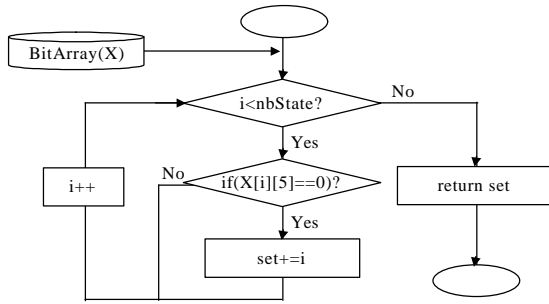 BitArray(X)
i<nbState?
No
Yes
No
if(X[i][5]==0)?
i++
return set
Yes
set+=i